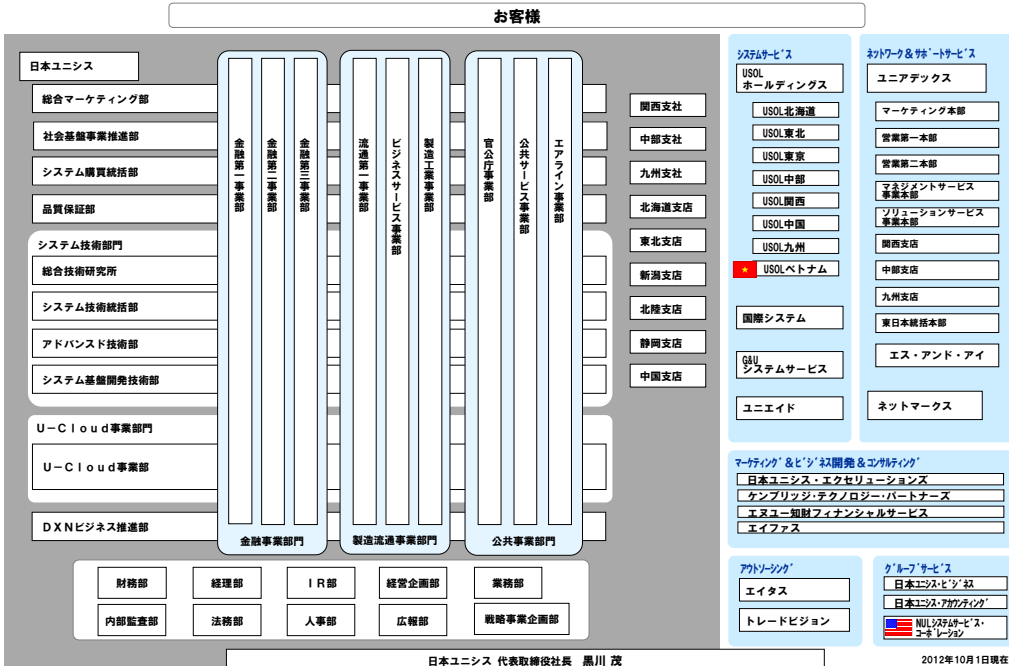 お客様
日本ユニシス
総合マーケティング部
社会基盤事業推進部
システム購買統括部
品質保証部
システム技術部門
総合技術研究所
システム技術統括部
アドバンスド技術部
システム基盤開発技術部
U－Cloud事業部門
U－Cloud事業部
DXNビジネス推進部
金融第一事業部
金融第二事業部
金融第三事業部
金融事業部門
流通第一事業部
ビジネスサービス事業部
製造工業事業部
製造流通事業部門
官公庁事業部
公共サービス事業部
エアライン事業部
公共事業部門
関西支社
中部支社
九州支社
北海道支店
東北支店
新潟支店
北陸支店
静岡支店
中国支店
財務部
経理部
IR部
経営企画部
業務部
内部監査部
法務部
人事部
広報部
戦略事業企画部
日本ユニシス 代表取締役社長 黒川 茂
ｼｽﾃﾑｻｰﾋﾞｽ
USOL
ホールディングス
USOL北海道
USOL東北
USOL東京
USOL中部
USOL関西
USOL中国
USOL九州
USOLベトナム
国際システム
G&U
システムサービス
ユニエイド
ﾈｯﾄﾜｰｸ＆ｻﾎﾟｰﾄｻｰﾋﾞｽ
ユニアデックス
マーケティング本部
営業第一本部
営業第二本部
マネジメントサービス
事業本部
ソリューションサービス
事業本部
関西支店
中部支店
九州支店
東日本統括本部
エス・アンド・アイ
ネットマークス
ﾏｰｹﾃｨﾝｸﾞ＆ﾋﾞｼﾞﾈｽ開発＆ｺﾝｻﾙﾃｨﾝｸﾞ
日本ユニシス・エクセリューションズ
ケンブリッジ・テクノロジー・パートナーズ
エヌユー知財フィナンシャルサービス
エイファス
ｱｳﾄｿｰｼﾝｸﾞ
エイタス
トレードビジョン
ｸﾞﾙｰﾌﾟｻｰﾋﾞｽ
日本ﾕﾆｼｽ・ﾋﾞｼﾞﾈｽ
日本ﾕﾆｼｽ・ｱｶｳﾝﾃｨﾝｸﾞ
NULｼｽﾃﾑｻｰﾋﾞｽ・
ｺｰﾎﾟﾚｰｼｮﾝ
2012年10月1日現在